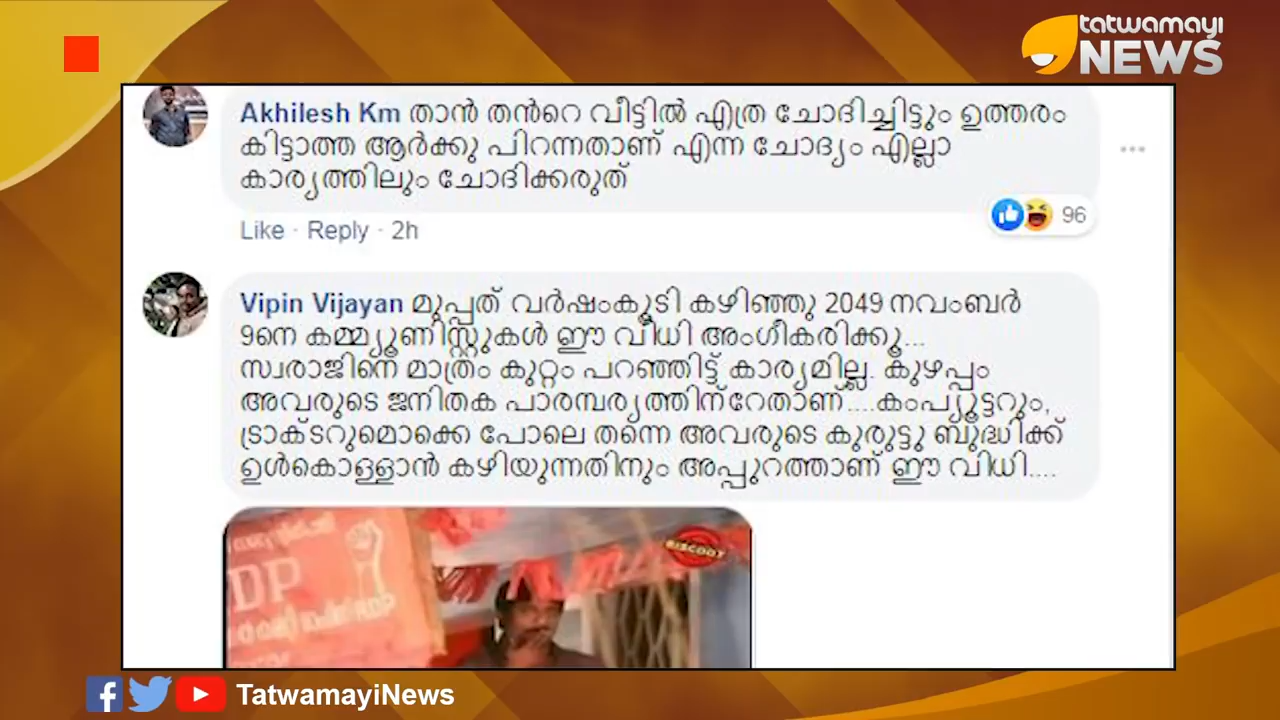 tatwamayi
NEWS
Akhilesh Km താൻ തൻറെ വീട്ടിൽ എത്ര ചോദിച്ചിട്ടും ഉത്തരം
കിട്ടാത്ത ആർക്കു പിറന്നതാണ് എന്ന ചോദ്യം എല്ലാ
കാര്യത്തിലും ചോദിക്കരുത്
96
Like · Reply · 2h
Vipin Vijayan മുപ്പത് വർഷംകൂടി കഴിഞ്ഞു 2049 നവംബർ
9നെ കമ്മ്യൂണിസ്റ്റുകൾ ഈ വിധി അംഗീകരിക്കൂ...
സ്വരാജിനെ മാത്രം കുറ്റം പറഞ്ഞിട്ട് കാര്യമില്ല. കുഴപ്പം
അവരുടെ ജനിതക പാരമ്പര്യത്തിന്റേതാണ്....കംപ്യൂട്ടറും,
ട്രാക്ടറുമൊക്കെ പോലെ തന്നെ അവരുടെ കുരുട്ടു ബുദ്ധിക്ക്
ഉൾകൊള്ളാൻ കഴിയുന്നതിനും അപ്പുറത്താണ് ഈ വിധി....
BISCOOT
DP
TatwamayiNews